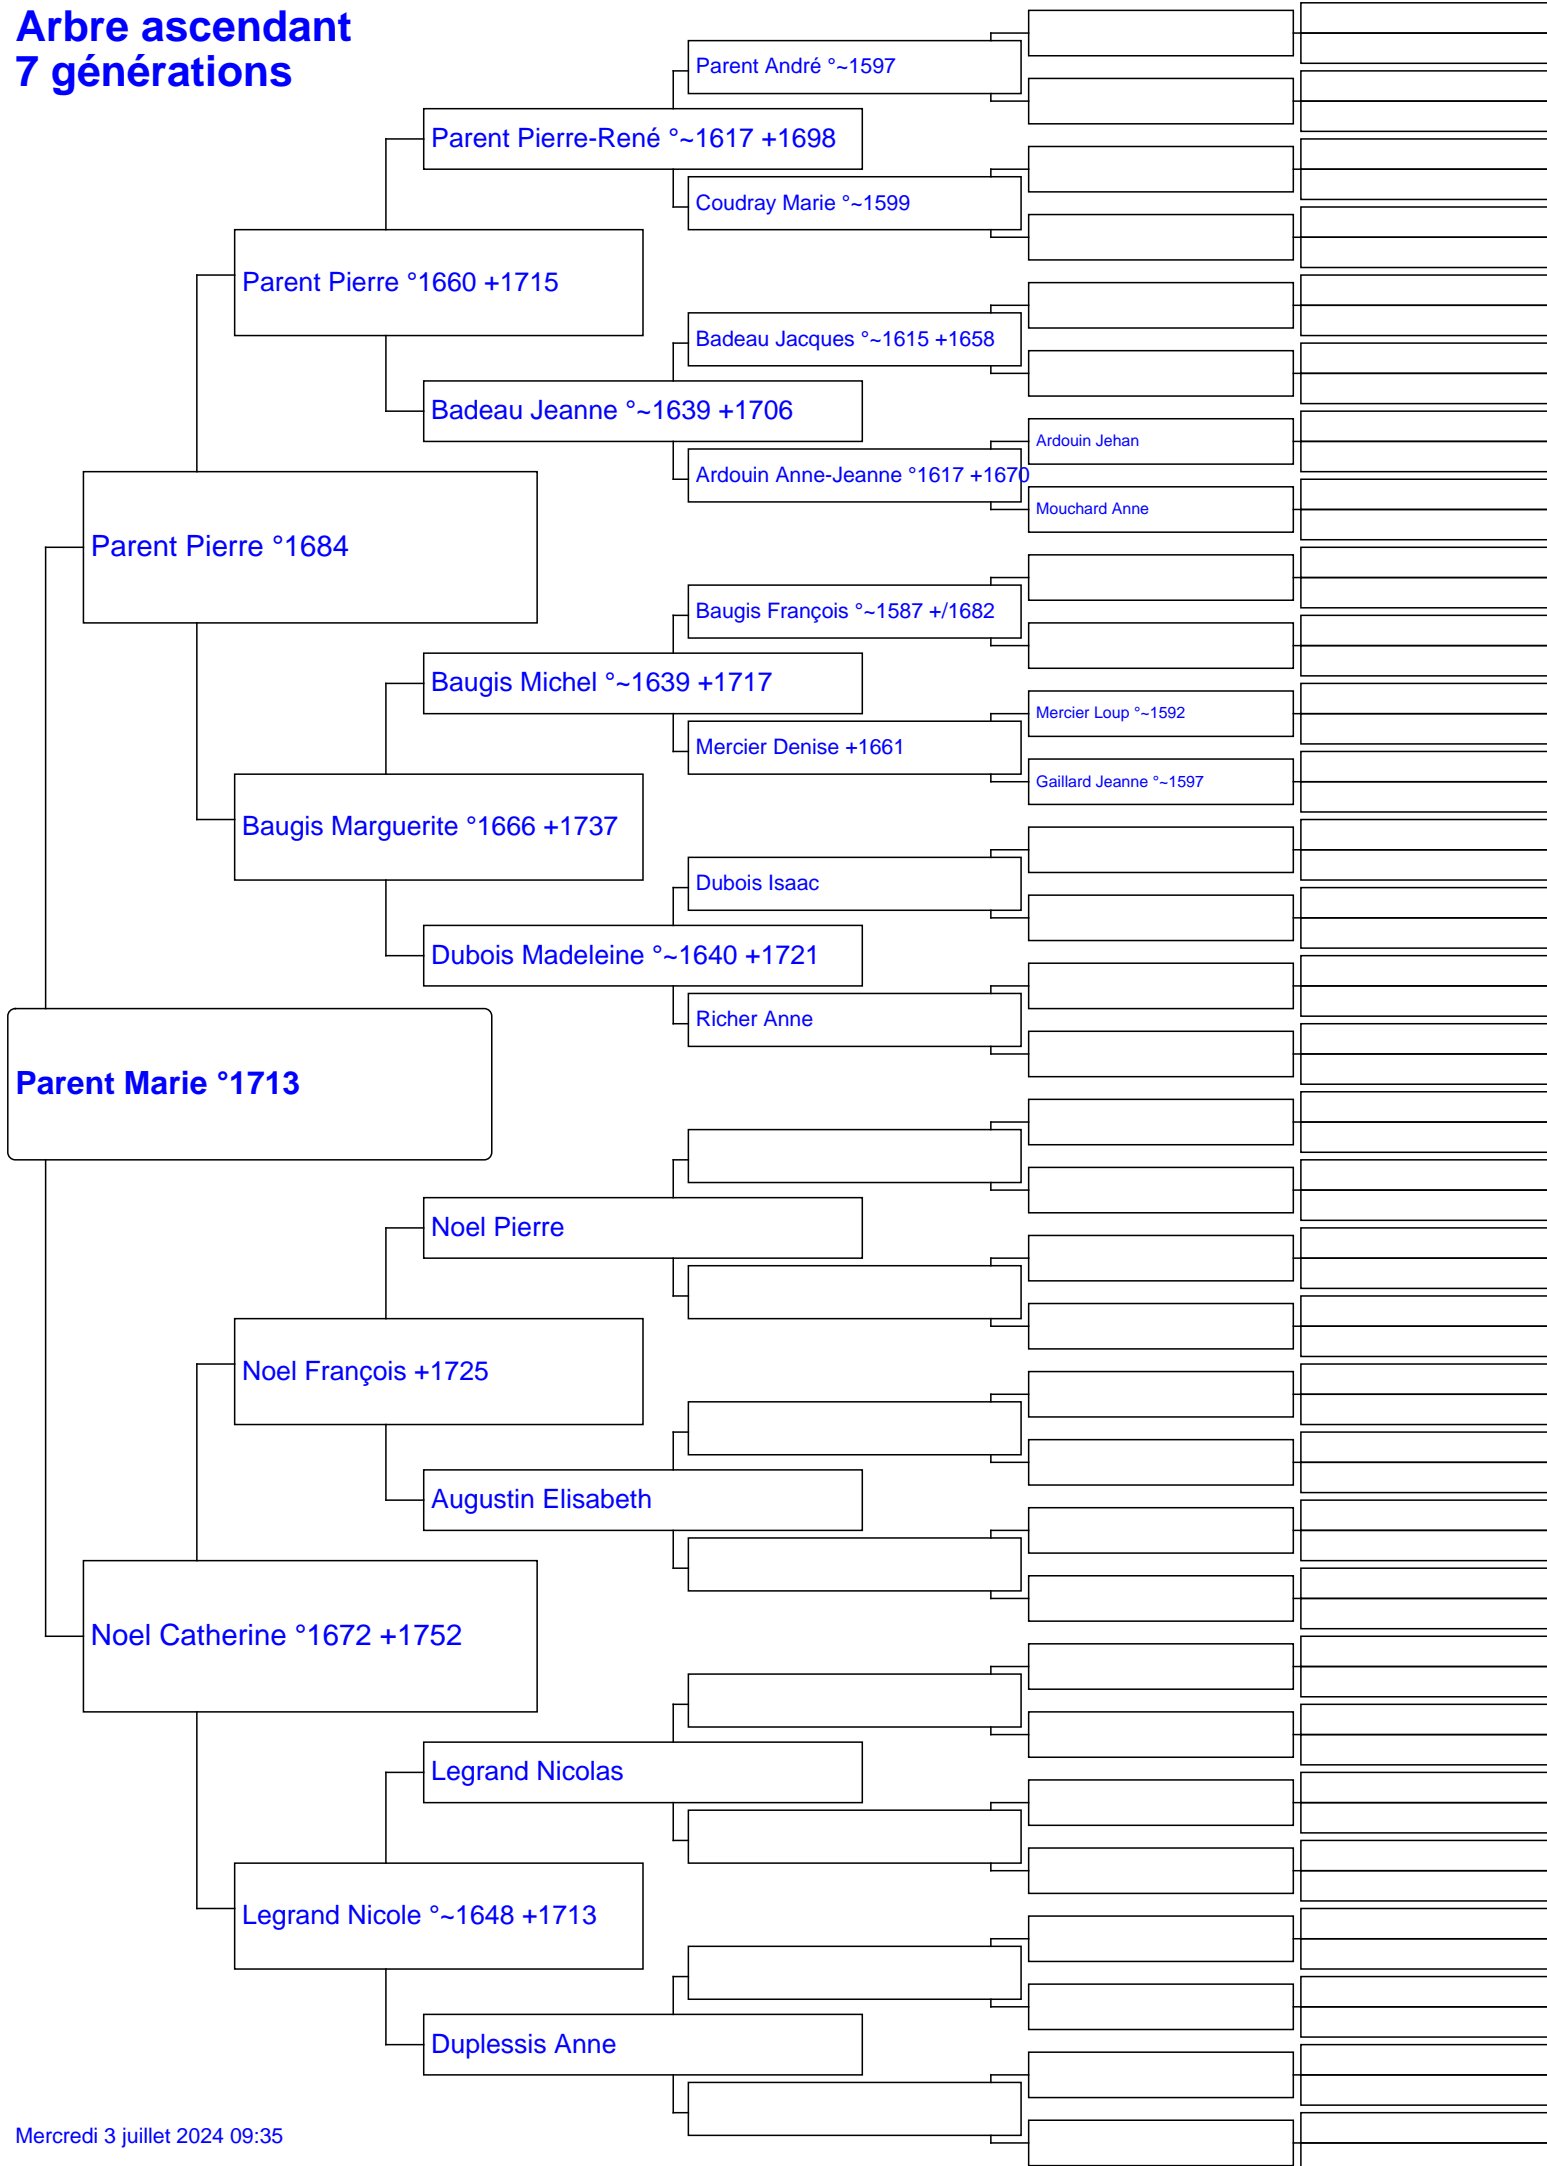 Arbre ascendant
7 générations
Parent André °~1597
Parent Pierre-René °~1617 +1698
Coudray Marie °~1599
Parent Pierre °1660 +1715
Badeau Jacques °~1615 +1658
Badeau Jeanne °~1639 +1706
Ardouin Jehan
Ardouin Anne-Jeanne °1617 +1670
Mouchard Anne
Parent Pierre °1684
Baugis François °~1587 +/1682
Baugis Michel °~1639 +1717
Mercier Loup °~1592
Mercier Denise +1661
Gaillard Jeanne °~1597
Baugis Marguerite °1666 +1737
Dubois Isaac
Dubois Madeleine °~1640 +1721
Richer Anne
Parent Marie °1713
Noel Pierre
Noel François +1725
Augustin Elisabeth
Noel Catherine °1672 +1752
Legrand Nicolas
Legrand Nicole °~1648 +1713
Duplessis Anne
Mercredi 3 juillet 2024 09:35